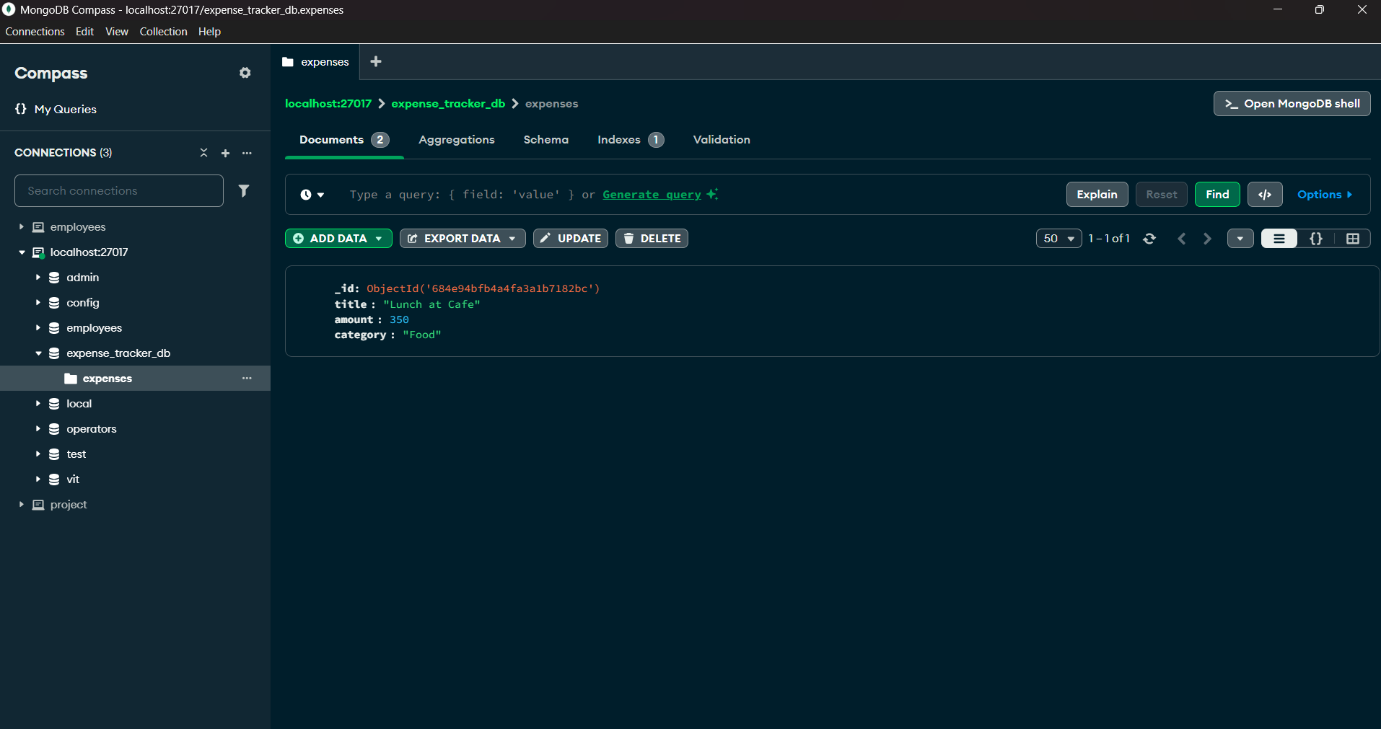 MongoDB Compass - localhost:27017/expense_tracker_db.expenses
Connections Edit View Collection Help
Compass
expenses
{} My Queries
localhost:27017 > expense_tracker_db > expenses
>_ Open MongoDB shell
Documents 2 Aggregations Schema Indexes 1 Validation
CONNECTIONS (3)
Search connections
Type a query: { field: 'value' } or Generate query
Explain Reset Find </> Options
employees
localhost:27017
admin
config
employees
expense_tracker_db
expenses
local
operators
test
vit
project
ADD DATA EXPORT DATA UPDATE DELETE
50 1 – 1 of 1 {}
_id: ObjectId('684e94bfb4a4fa3a1b7182bc')
title : "Lunch at Cafe"
amount : 350
category : "Food"